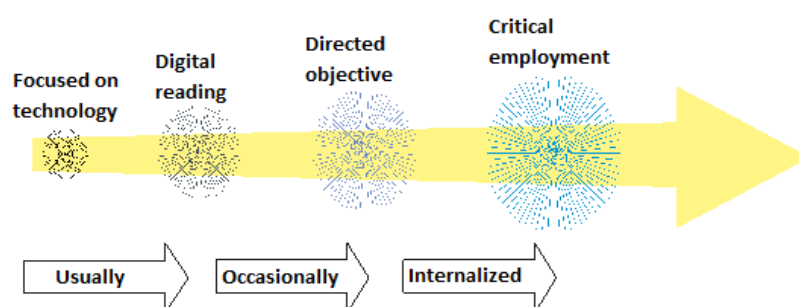 Focused on
technology
Digital
reading
Directed
objective
Critical
employment
Usually
Occasionally
Internalized